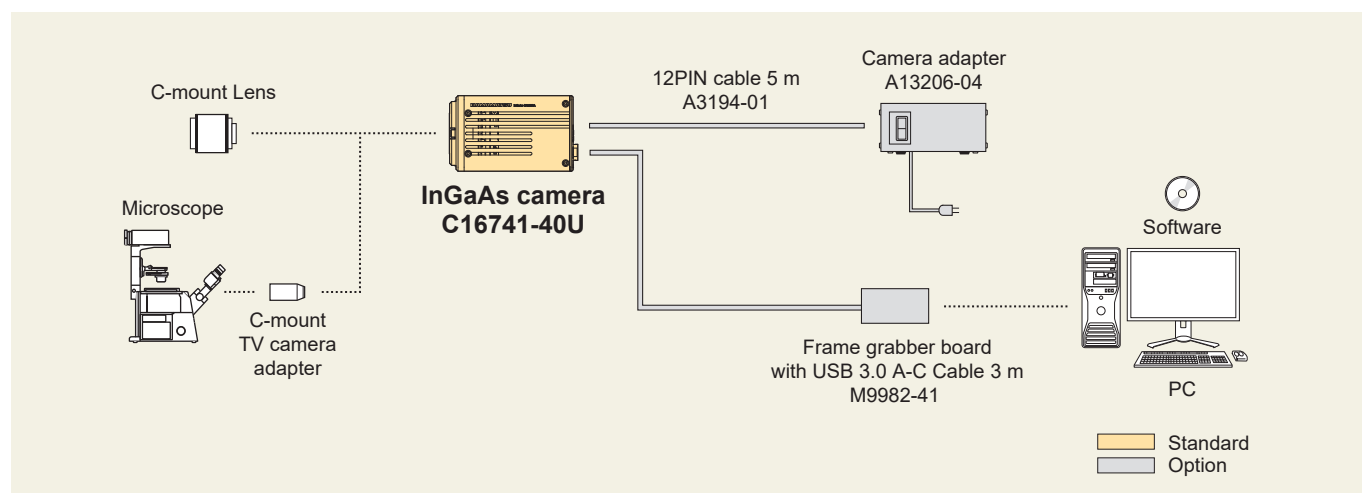 C-mount Lens
Microscope
C-mount
TV camera
adapter
InGaAs camera
C16741-40U
12PIN cable 5 m
A3194-01
Camera adapter
A13206-04
Frame grabber board
with USB 3.0 A-C Cable 3 m
M9982-41
Software
PC
Standard
Option